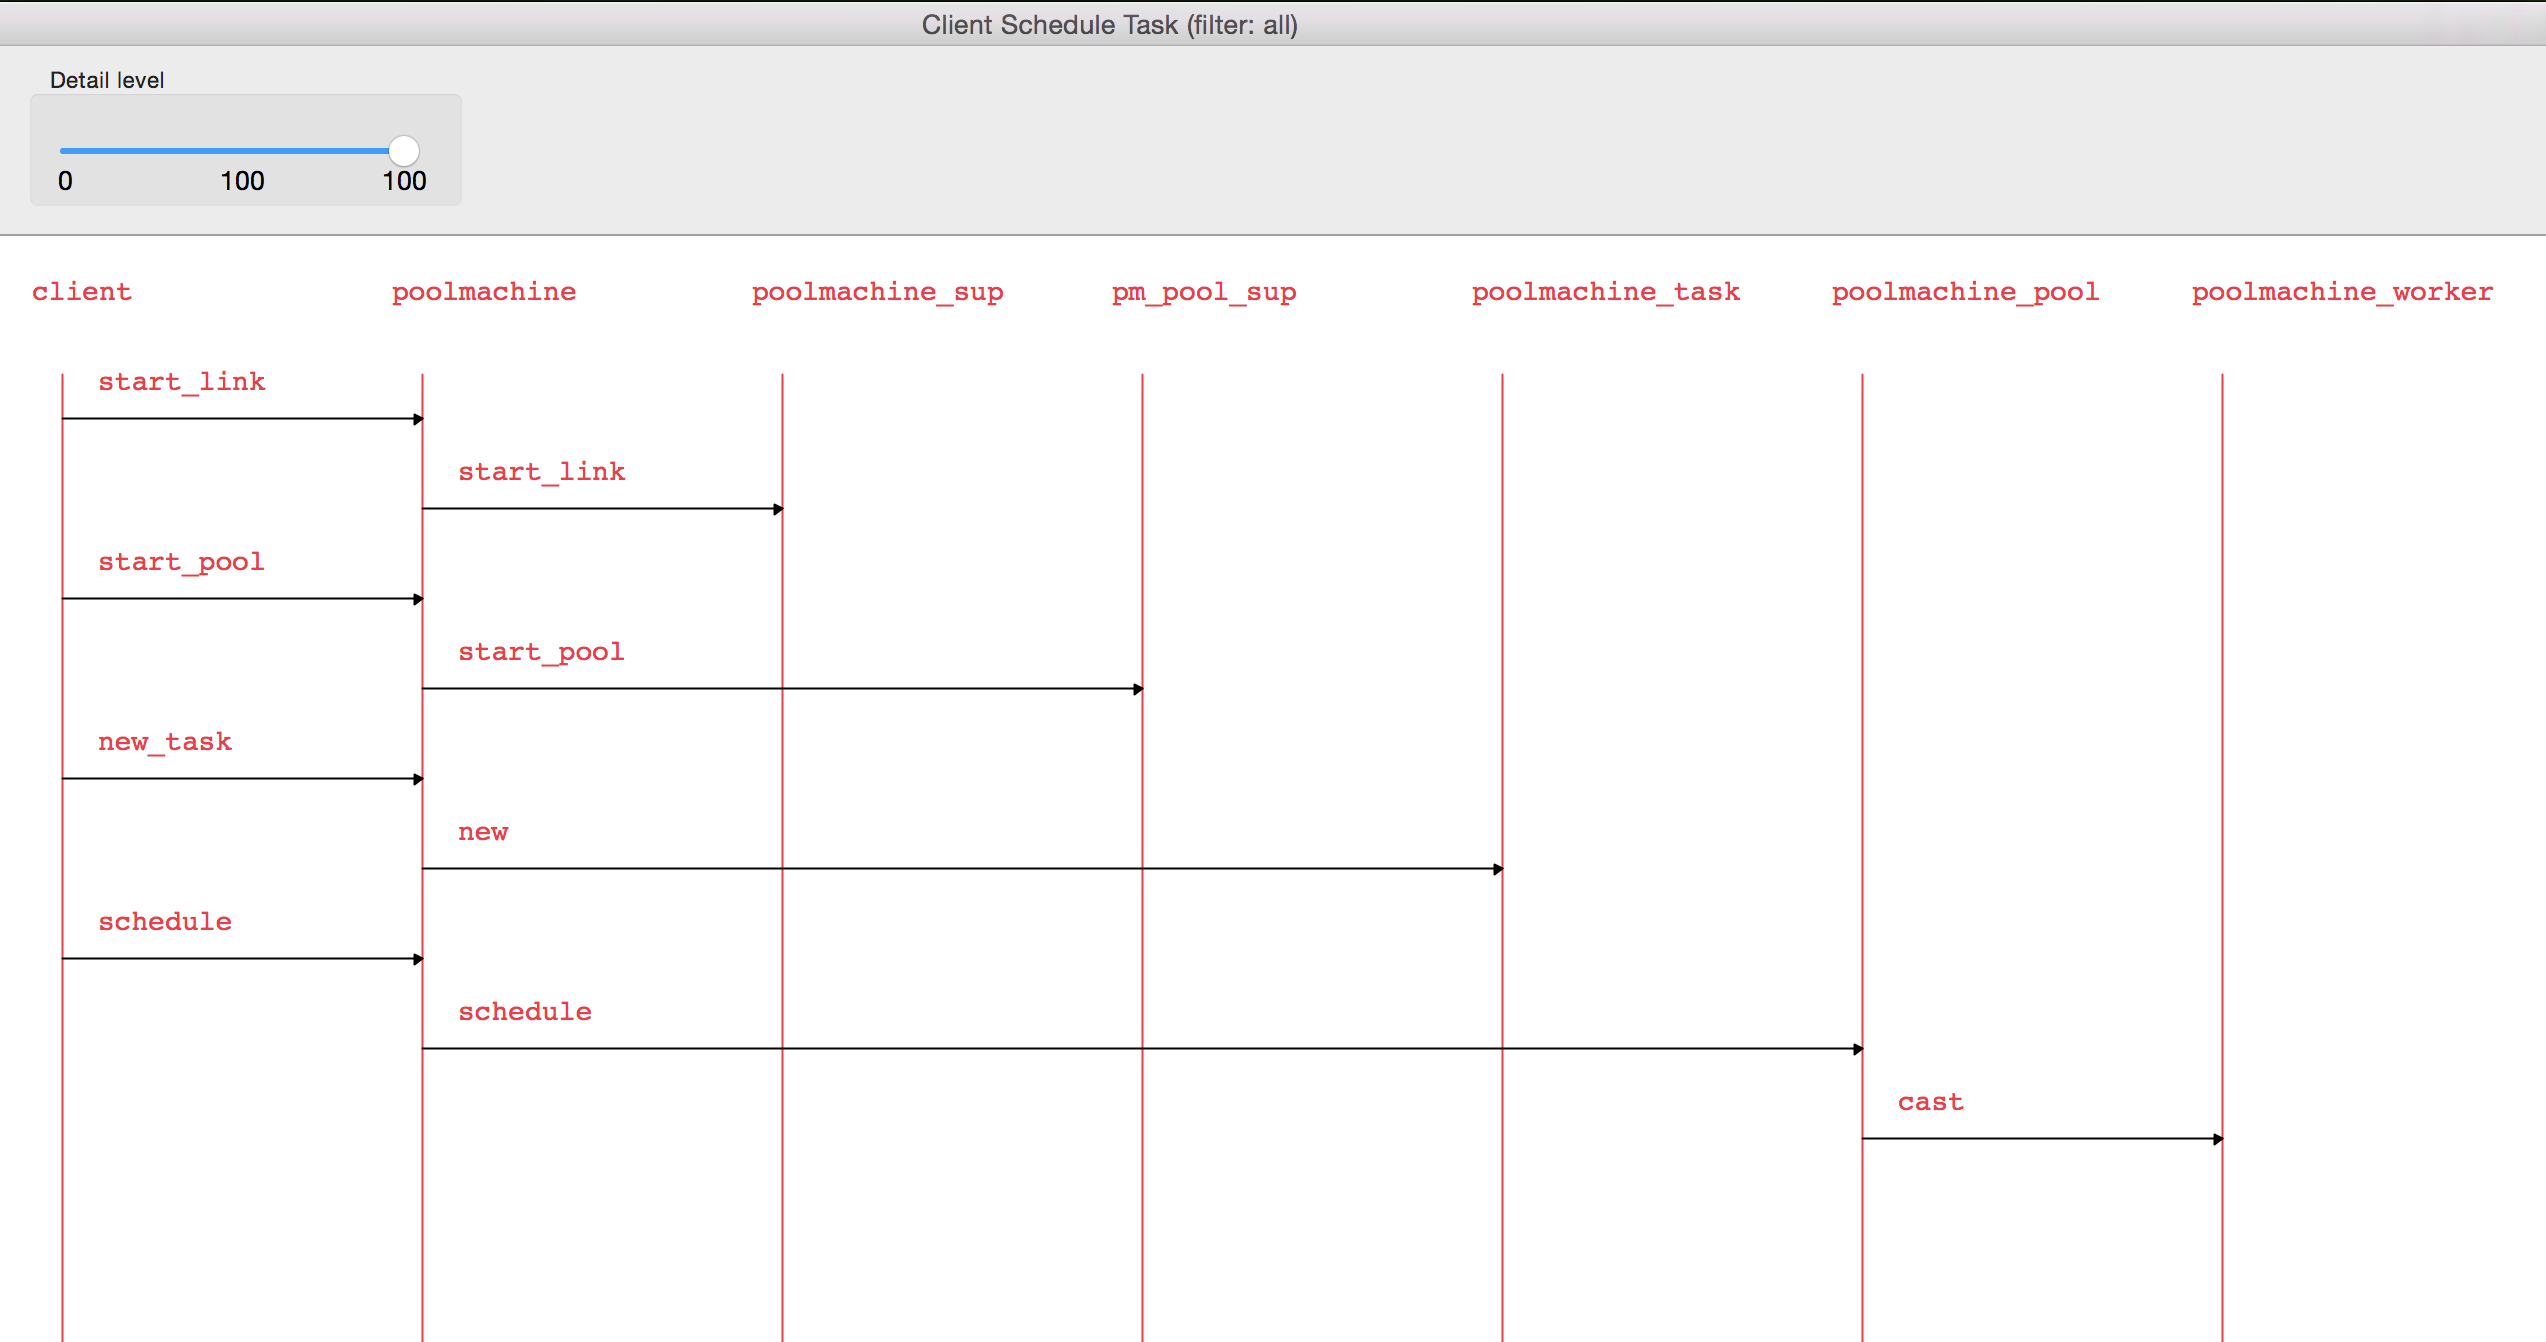 Client Schedule Task (filter: all)
Detail level
0 100 100
client poolmachine poolmachine_sup pm_pool_sup poolmachine_task poolmachine_pool poolmachine_worker
start_link
start_link
start_pool
start_pool
new_task
new
schedule
schedule
cast